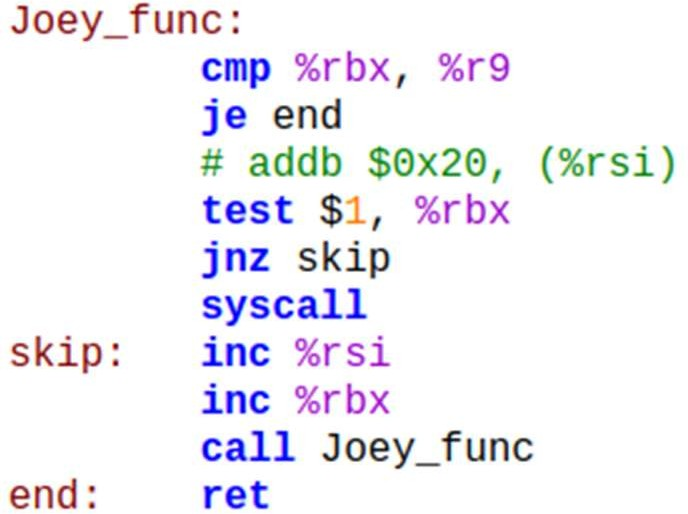 Joey_func:
cmp %rbx, %r9
je end
# addb $0x20, (%rsi)
test $1, %rbx
jnz skip
syscall
skip: inc %rsi
inc %rbx
call Joey_func
end: ret